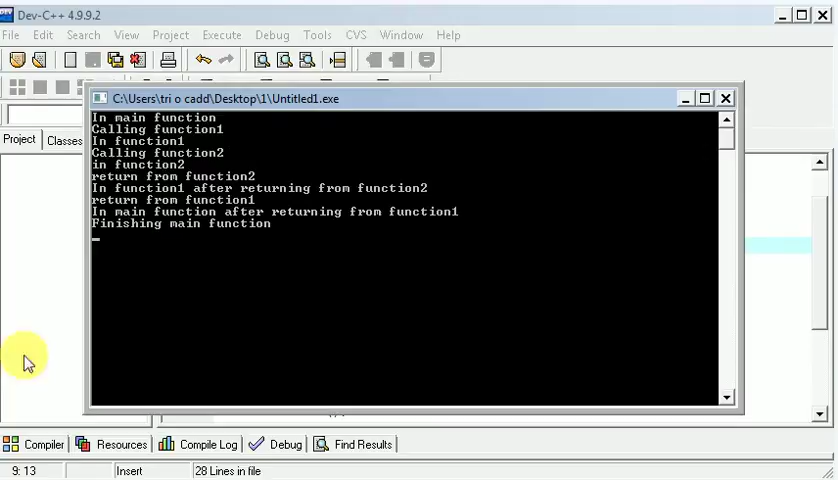 Dev-C++ 4.9.9.2
File Edit Search View Project Execute Debug Tools CVS Window Help
C:\Users\tri o cadd\Desktop\1\Untitled1.exe
Project Classes
In main function
Calling function1
In function1
Calling function2
in function2
return from function2
In function1 after returning from function2
return from function1
In main function after returning from function1
Finishing main function
Compiler Resources Compile Log Debug Find Results
9: 13 Insert 28 Lines in file